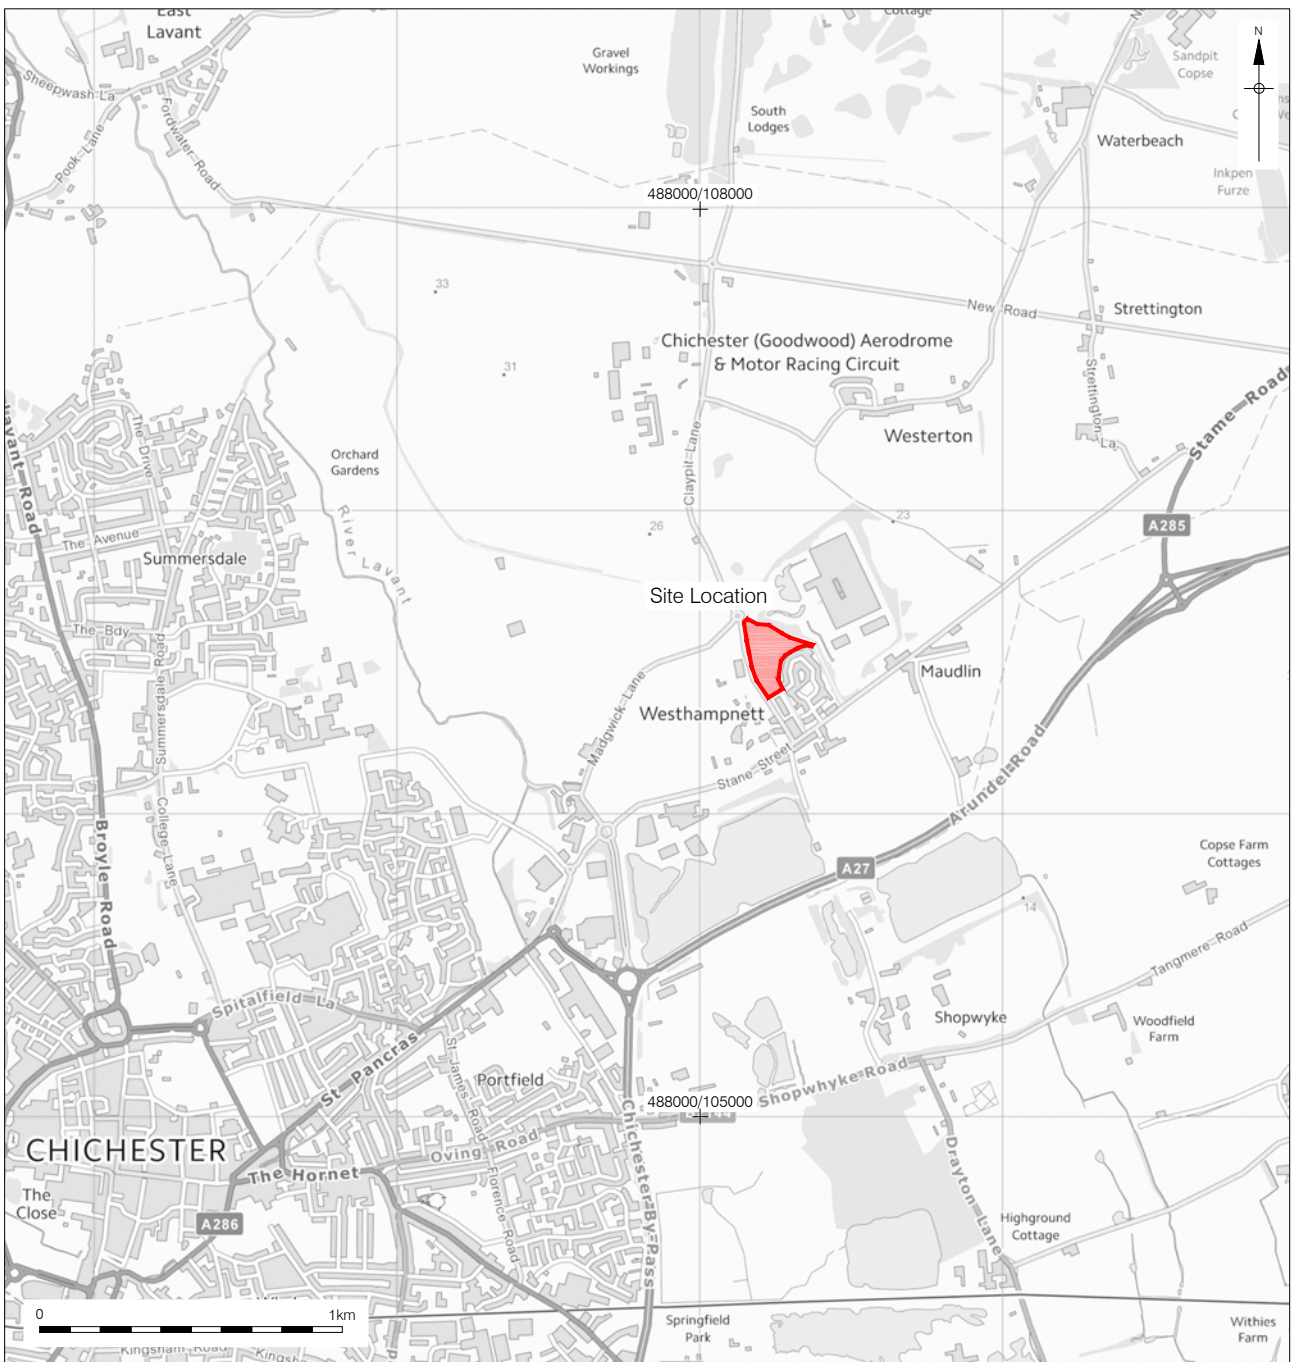 East
Lavant
Cottage
Gravel
Workings
Sandpit
Copse
N
Sheepwash La
Fordwater Road
Pook Lane
South
Lodges
Waterbeach
Inkpen
Furze
488000/108000
33
New Road
Strettington
Chichester (Goodwood) Aerodrome
& Motor Racing Circuit
31
Strettington La
Stame Road
Lavant Road
The Drive
Orchard
Gardens
Claypit Lane
Westerton
River Lavant
26
23
A285
The Avenue
Summersdale
Site Location
The Bdy
Summersdale Road
Madgwick Lane
Maudlin
Westhampnett
Stane Street
Arundel Road
College Lane
Broyle Road
A27
Copse Farm
Cottages
14
Tangmere Road
Spitalfield La
Shopwyke
Woodfield
Farm
St Pancras
St James Road
Portfield
488000/105000
Shopwhyke Road
CHICHESTER
Oving Road
The Hornet
Florence Road
Chichester By-Pass
Drayton Lane
The
Close
A286
Highground
Cottage
0
1km
Springfield
Park
Withies
Farm
Kingsham Road